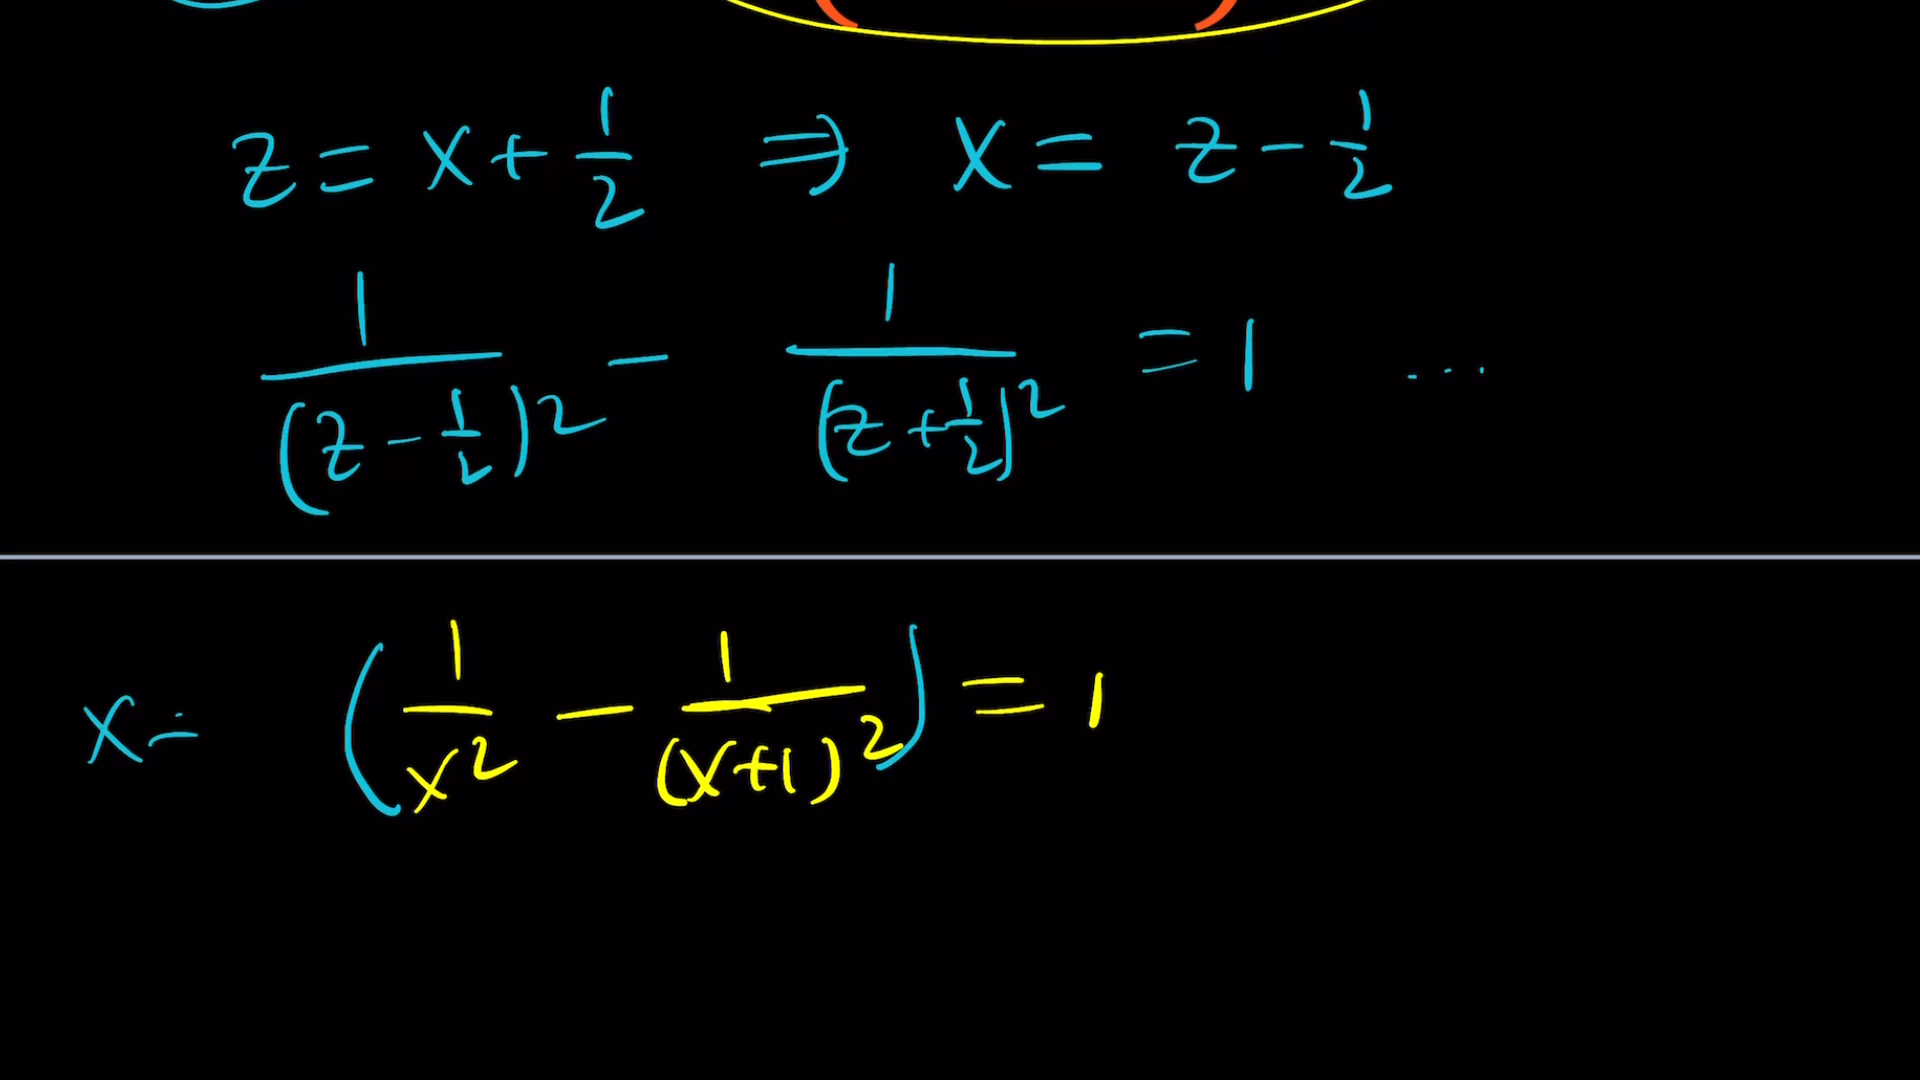 z = x + 1/2 ⇒ x = z - 1/2
1/(z - 1/2)² - 1/(z + 1/2)² = 1 ...
x = (1/x² - 1/(x+1)²) = 1